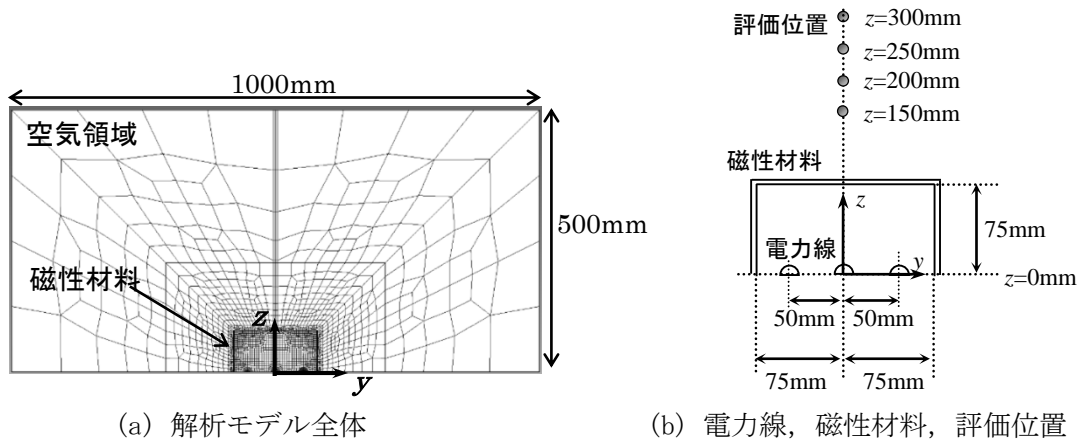 1000mm
空気領域
500mm
磁性材料
z
y
(a) 解析モデル全体
評価位置
z=300mm
z=250mm
z=200mm
z=150mm
磁性材料
z
75mm
電力線
y
z=0mm
50mm 50mm
75mm 75mm
(b) 電力線，磁性材料，評価位置